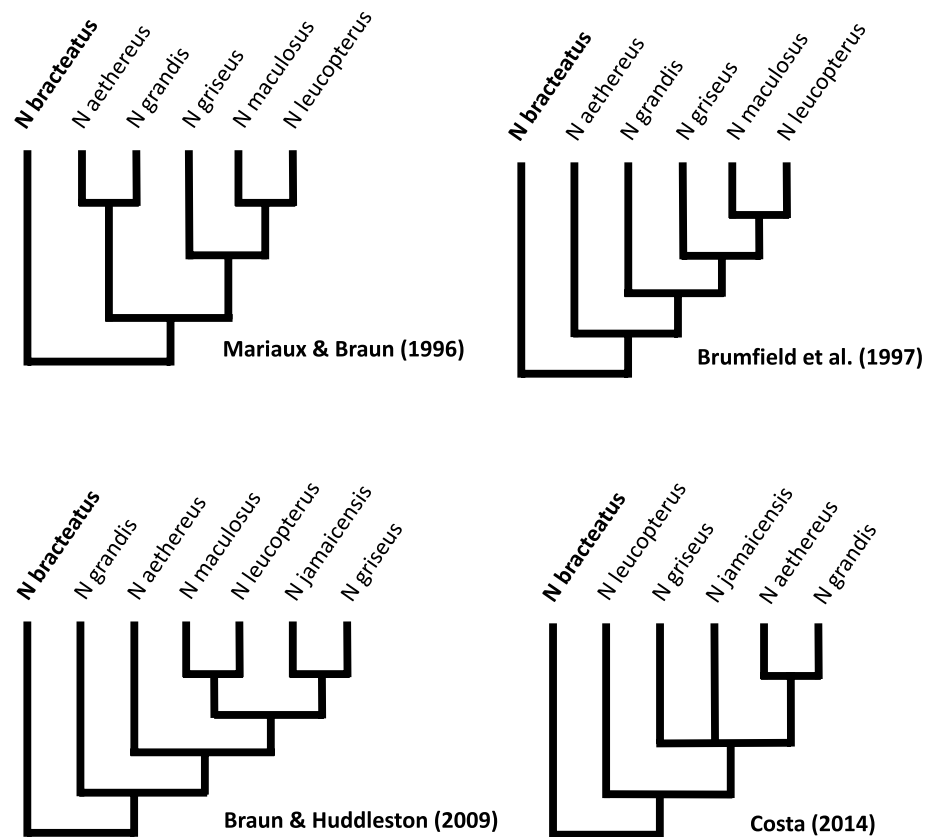 N bracteatus
N aethereus
N grandis
N griseus
N maculosus
N leucopterus
Mariaux & Braun (1996)
N bracteatus
N aethereus
N grandis
N griseus
N maculosus
N leucopterus
Brumfield et al. (1997)
N bracteatus
N grandis
N aethereus
N maculosus
N leucopterus
N jamaicensis
N griseus
Braun & Huddleston (2009)
N bracteatus
N leucopterus
N griseus
N jamaicensis
N aethereus
N grandis
Costa (2014)